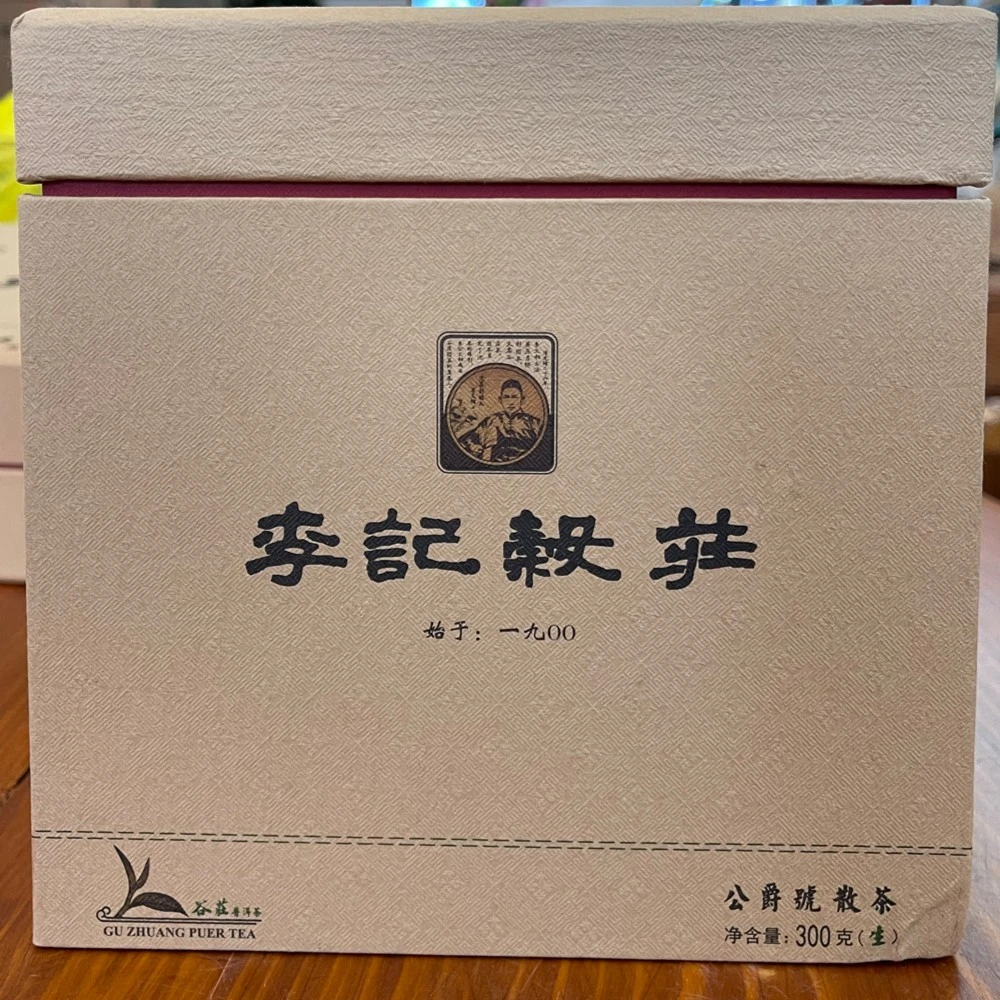 李記穀莊
始于：一九00
谷莊普洱茶
GU ZHUANG PUER TEA
公爵號散茶
净含量：300克(生)